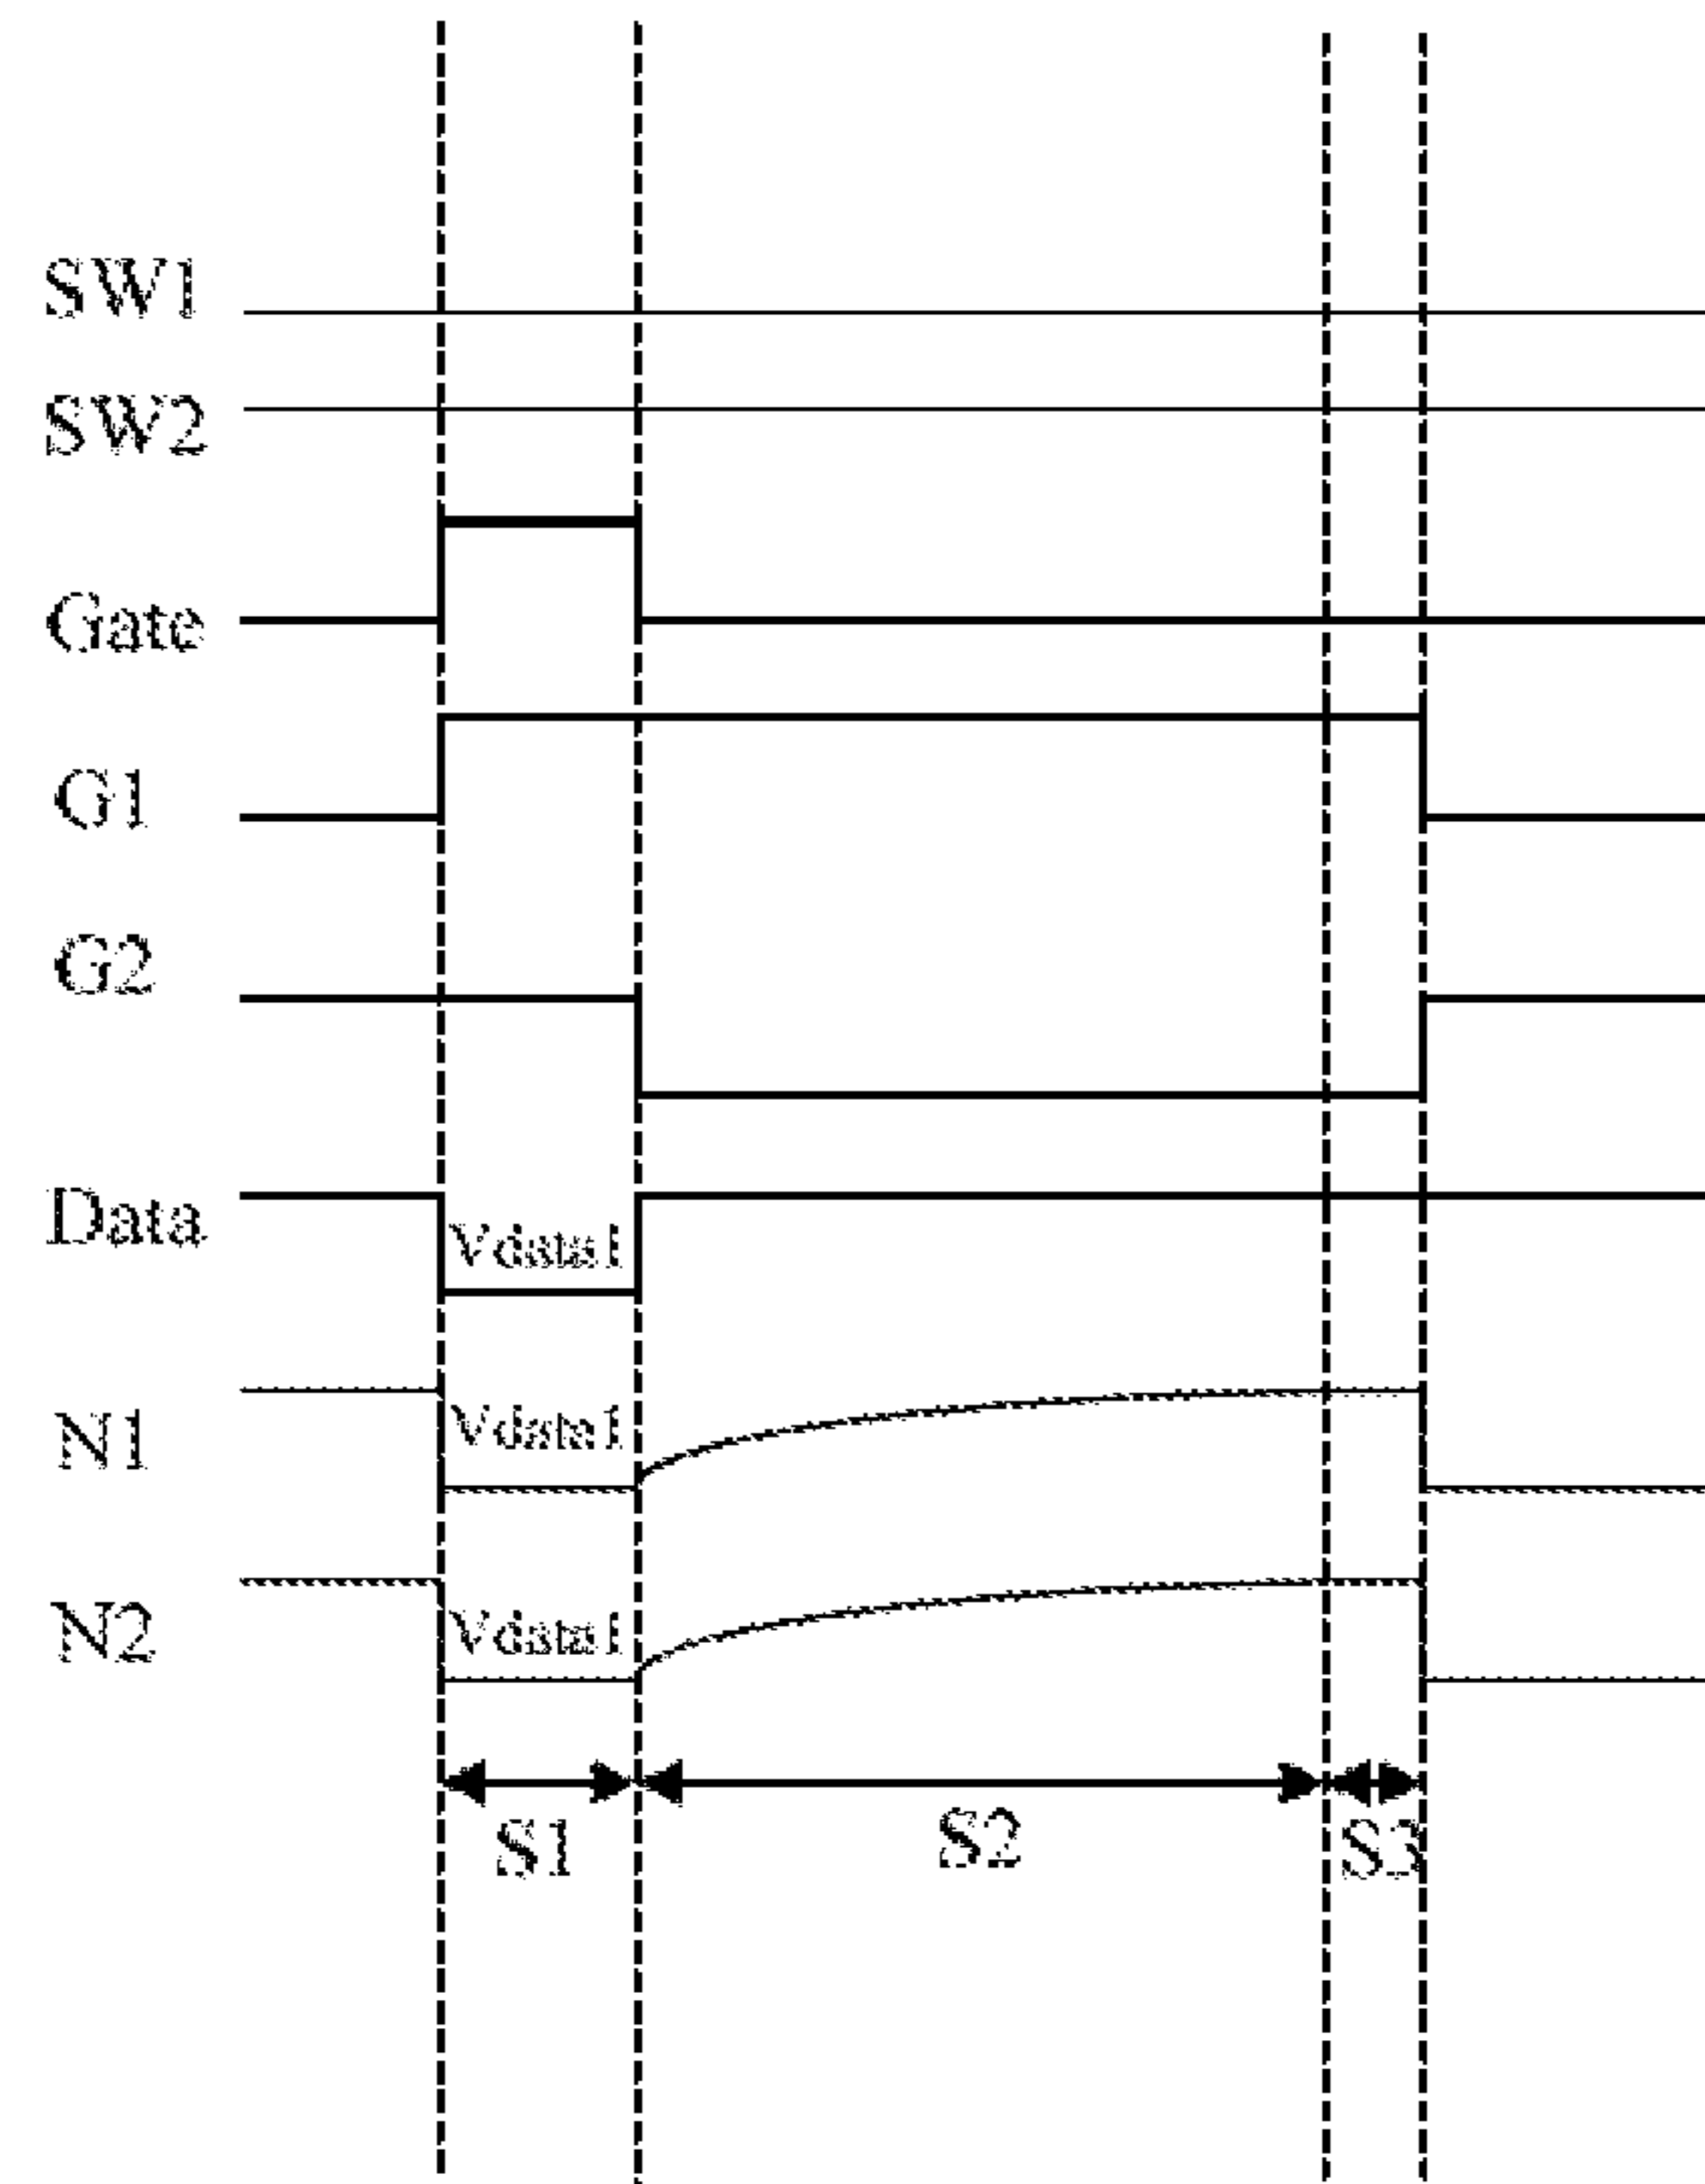 SW1
SW2
Gate
G1
G2
Data
Vdata1
N1
Vdata1
N2
Vdata1
S1
S2
S3